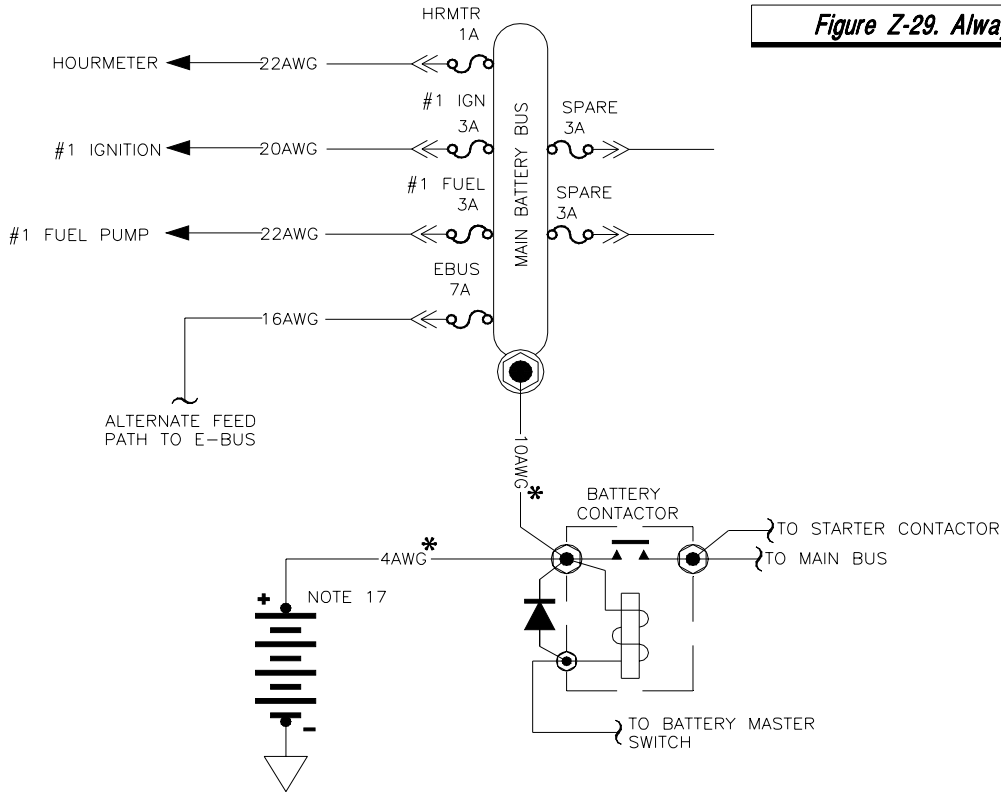 Figure Z-29.
HRMTR
1A
HOURMETER
22AWG
#1 IGN
3A
SPARE
3A
#1 IGNITION
20AWG
#1 FUEL
3A
SPARE
3A
#1 FUEL PUMP
22AWG
MAIN BATTERY BUS
EBUS
7A
16AWG
ALTERNATE FEED
PATH TO E-BUS
10AWG
*
BATTERY
CONTACTOR
TO STARTER CONTACTOR
4AWG
*
TO MAIN BUS
+
NOTE 17
-
TO BATTERY MASTER
SWITCH